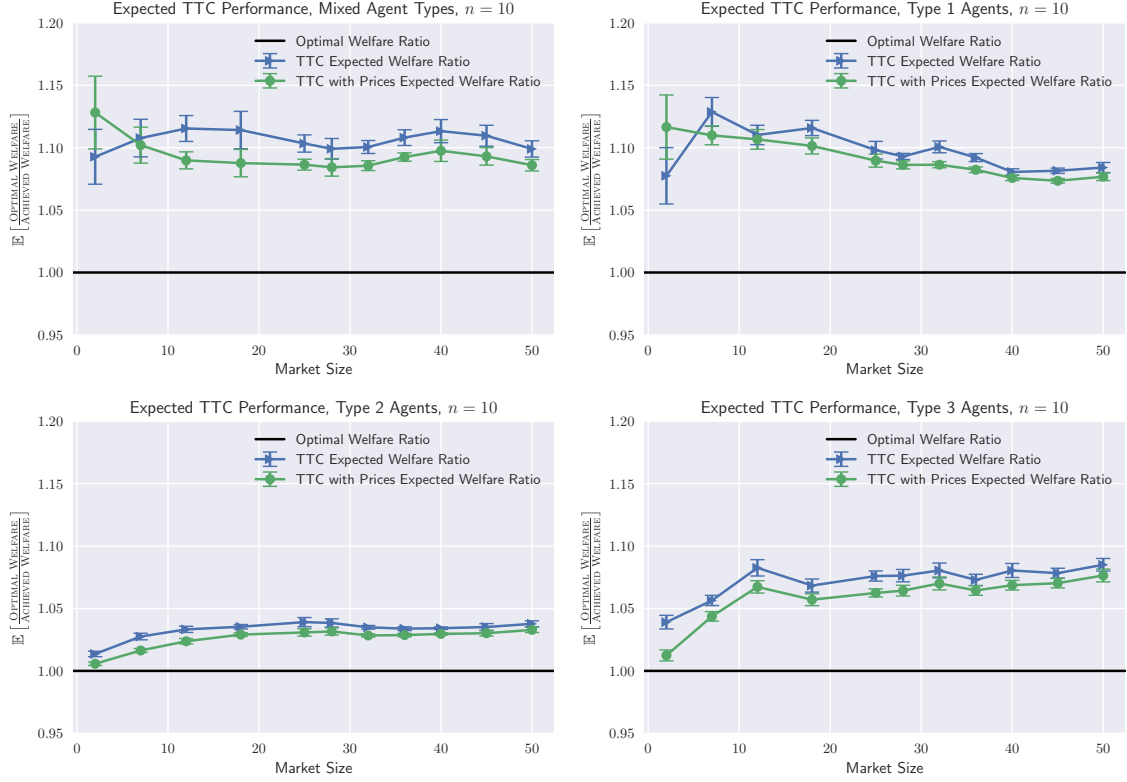 Expected TTC Performance, Mixed Agent Types, n = 10
Optimal Welfare Ratio
TTC Expected Welfare Ratio
TTC with Prices Expected Welfare Ratio
1.20
1.15
1.10
1.05
1.00
0.95
𝔼 [OPTIMAL WELFARE / ACHIEVED WELFARE]
0 10 20 30 40 50
Market Size
Expected TTC Performance, Type 1 Agents, n = 10
Optimal Welfare Ratio
TTC Expected Welfare Ratio
TTC with Prices Expected Welfare Ratio
1.20
1.15
1.10
1.05
1.00
0.95
𝔼 [OPTIMAL WELFARE / ACHIEVED WELFARE]
0 10 20 30 40 50
Market Size
Expected TTC Performance, Type 2 Agents, n = 10
Optimal Welfare Ratio
TTC Expected Welfare Ratio
TTC with Prices Expected Welfare Ratio
1.20
1.15
1.10
1.05
1.00
0.95
𝔼 [OPTIMAL WELFARE / ACHIEVED WELFARE]
0 10 20 30 40 50
Market Size
Expected TTC Performance, Type 3 Agents, n = 10
Optimal Welfare Ratio
TTC Expected Welfare Ratio
TTC with Prices Expected Welfare Ratio
1.20
1.15
1.10
1.05
1.00
0.95
𝔼 [OPTIMAL WELFARE / ACHIEVED WELFARE]
0 10 20 30 40 50
Market Size